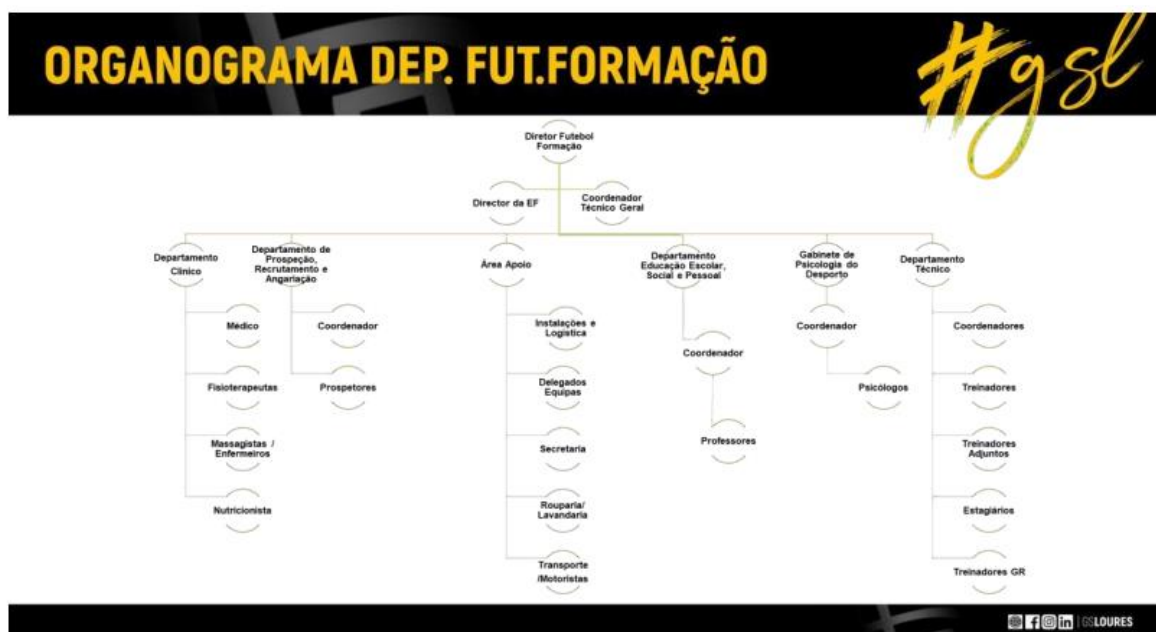 ORGANOGRAMA DEP. FUT.FORMAÇÃO
#gsl
Diretor Futebol
Formação
Director da EF
Coordenador
Técnico Geral
Departamento
Clínico
Departamento de
Prospeção,
Recrutamento e
Angariação
Área Apoio
Departamento
Educação Escolar,
Social e Pessoal
Gabinete de
Psicologia do
Desporto
Departamento
Técnico
Médico
Fisioterapeutas
Massagistas /
Enfermeiros
Nutricionista
Coordenador
Prospetores
Instalações e
Logística
Delegados
Equipas
Secretaria
Rouparia/
Lavandaria
Transporte
/Motoristas
Coordenador
Professores
Coordenador
Psicólogos
Coordenadores
Treinadores
Treinadores
Adjuntos
Estagiários
Treinadores GR
GSLOURES